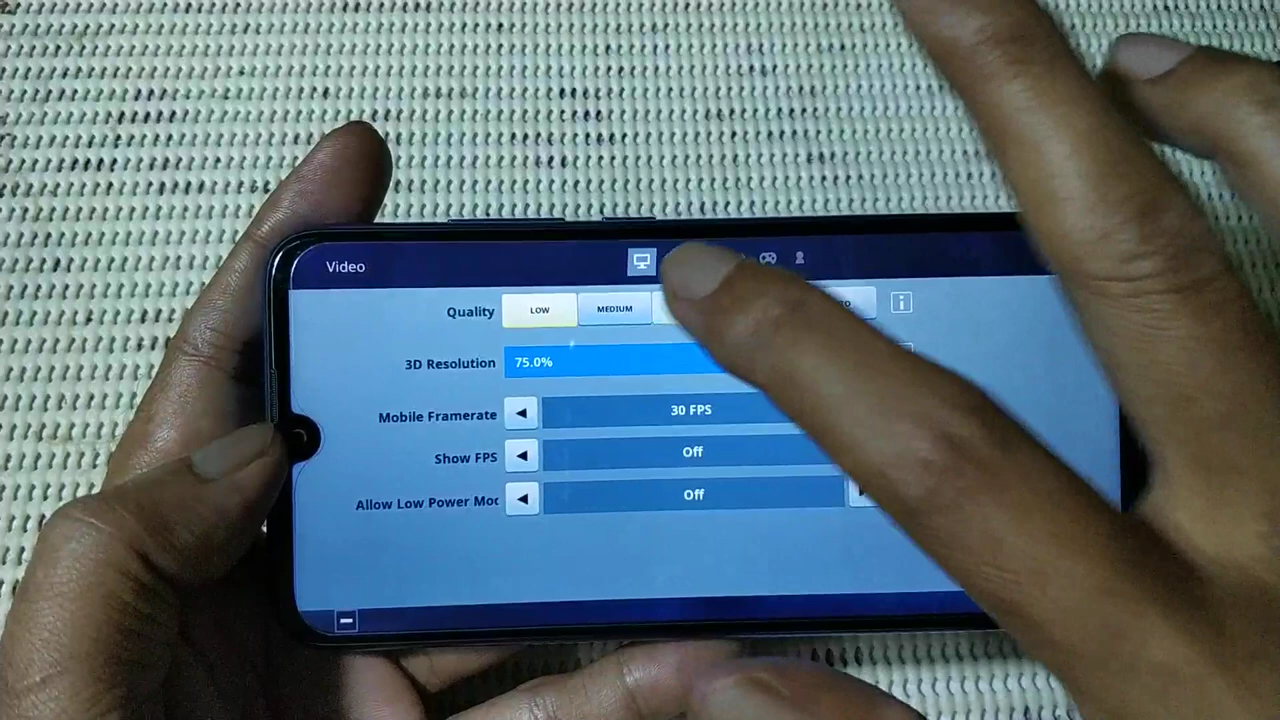 Video
Quality LOW MEDIUM
3D Resolution 75.0%
Mobile Framerate 30 FPS
Show FPS Off
Allow Low Power Moc Off